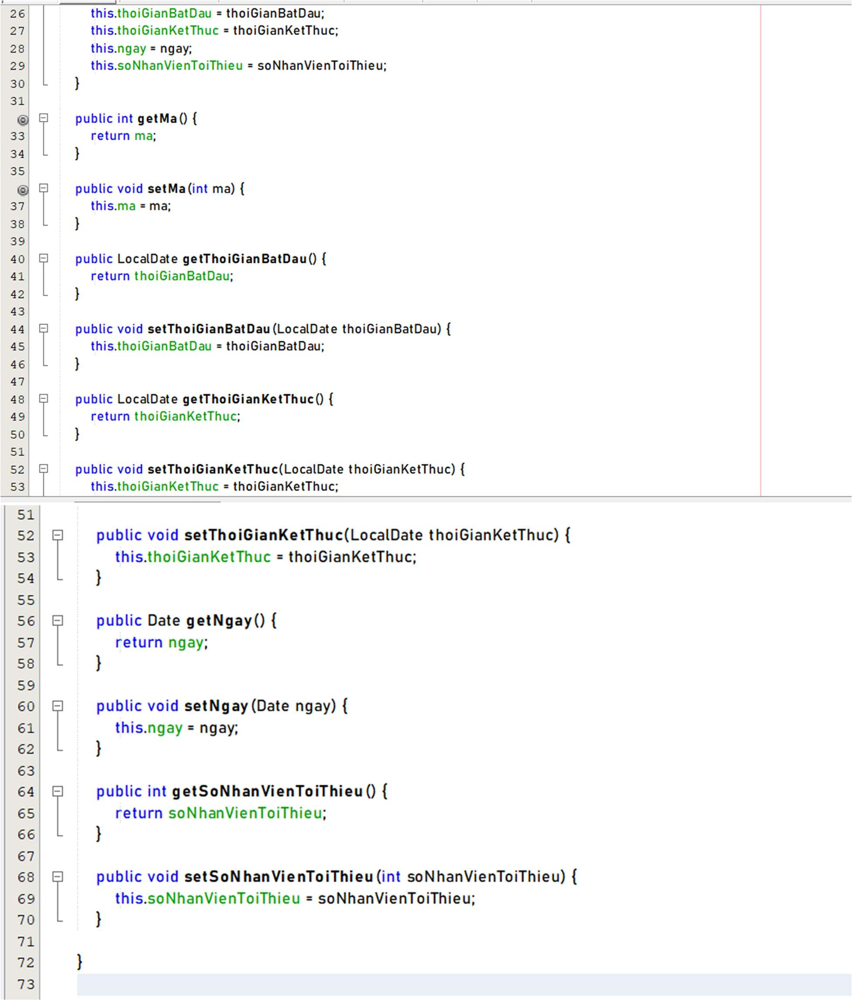 26 this.thoiGianBatDau = thoiGianBatDau;
27 this.thoiGianKetThuc = thoiGianKetThuc;
28 this.ngay = ngay;
29 this.soNhanVienToiThieu = soNhanVienToiThieu;
30 }
31
public int getMa() {
33 return ma;
34 }
35
public void setMa(int ma) {
37 this.ma = ma;
38 }
39
40 public LocalDate getThoiGianBatDau() {
41 return thoiGianBatDau;
42 }
43
44 public void setThoiGianBatDau(LocalDate thoiGianBatDau) {
45 this.thoiGianBatDau = thoiGianBatDau;
46 }
47
48 public LocalDate getThoiGianKetThuc() {
49 return thoiGianKetThuc;
50 }
51
52 public void setThoiGianKetThuc(LocalDate thoiGianKetThuc) {
53 this.thoiGianKetThuc = thoiGianKetThuc;
51
52 public void setThoiGianKetThuc(LocalDate thoiGianKetThuc) {
53 this.thoiGianKetThuc = thoiGianKetThuc;
54 }
55
56 public Date getNgay() {
57 return ngay;
58 }
59
60 public void setNgay(Date ngay) {
61 this.ngay = ngay;
62 }
63
64 public int getSoNhanVienToiThieu() {
65 return soNhanVienToiThieu;
66 }
67
68 public void setSoNhanVienToiThieu(int soNhanVienToiThieu) {
69 this.soNhanVienToiThieu = soNhanVienToiThieu;
70 }
71
72 }
73